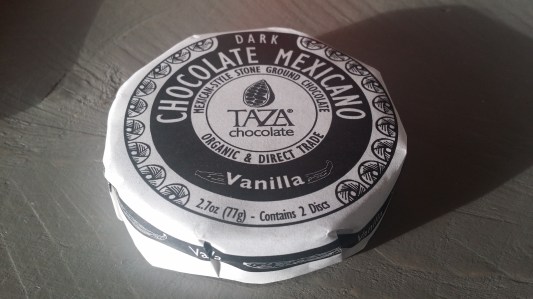 DARK
CHOCOLATE MEXICANO
MEXICAN-STYLE STONE GROUND CHOCOLATE
TAZA®
chocolate
ORGANIC & DIRECT TRADE
Vanilla
2.7oz (77g) - Contains 2 Discs